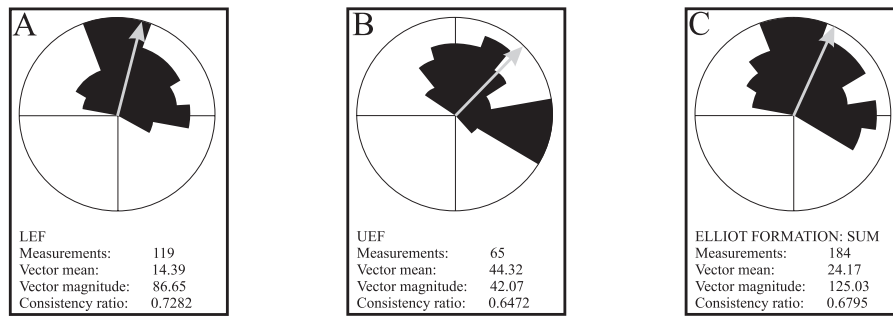 A
LEF
Measurements: 119
Vector mean: 14.39
Vector magnitude: 86.65
Consistency ratio: 0.7282
B
UEF
Measurements: 65
Vector mean: 44.32
Vector magnitude: 42.07
Consistency ratio: 0.6472
C
ELLIOT FORMATION: SUM
Measurements: 184
Vector mean: 24.17
Vector magnitude: 125.03
Consistency ratio: 0.6795